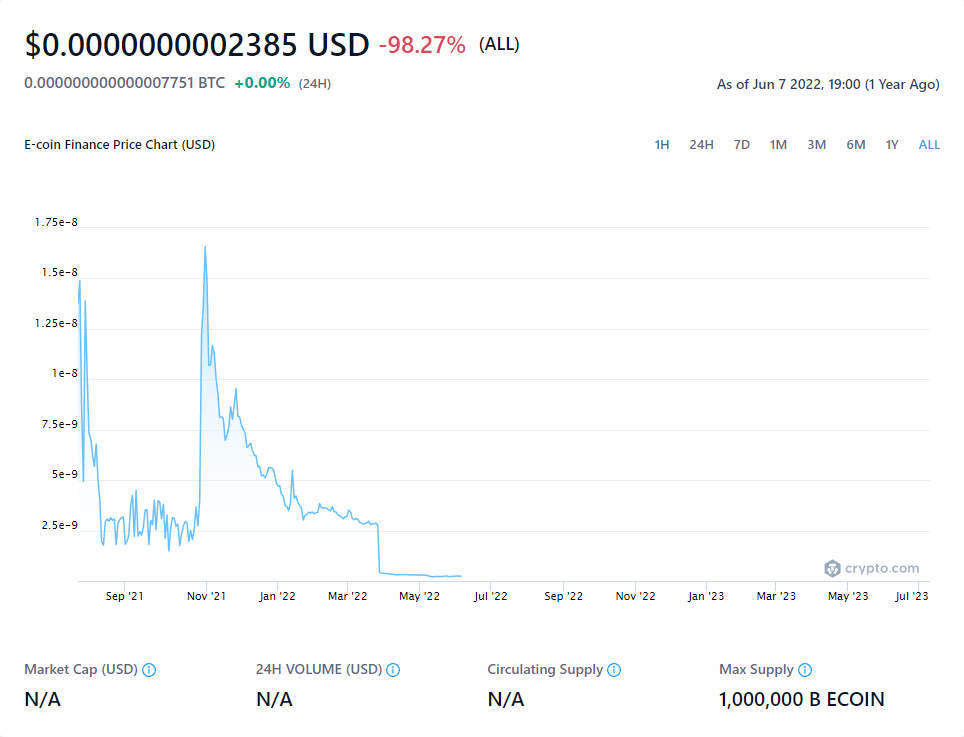 $0.0000000002385 USD -98.27% (ALL)
0.000000000000007751 BTC +0.00% (24H)
As of Jun 7 2022, 19:00 (1 Year Ago)
E-coin Finance Price Chart (USD)
1H 24H 7D 1M 3M 6M 1Y ALL
1.75e-8
1.5e-8
1.25e-8
1e-8
7.5e-9
5e-9
2.5e-9
crypto.com
Sep '21 Nov '21 Jan '22 Mar '22 May '22 Jul '22 Sep '22 Nov '22 Jan '23 Mar '23 May '23 Jul '23
Market Cap (USD) 24H VOLUME (USD) Circulating Supply Max Supply
N/A N/A N/A 1,000,000 B ECOIN